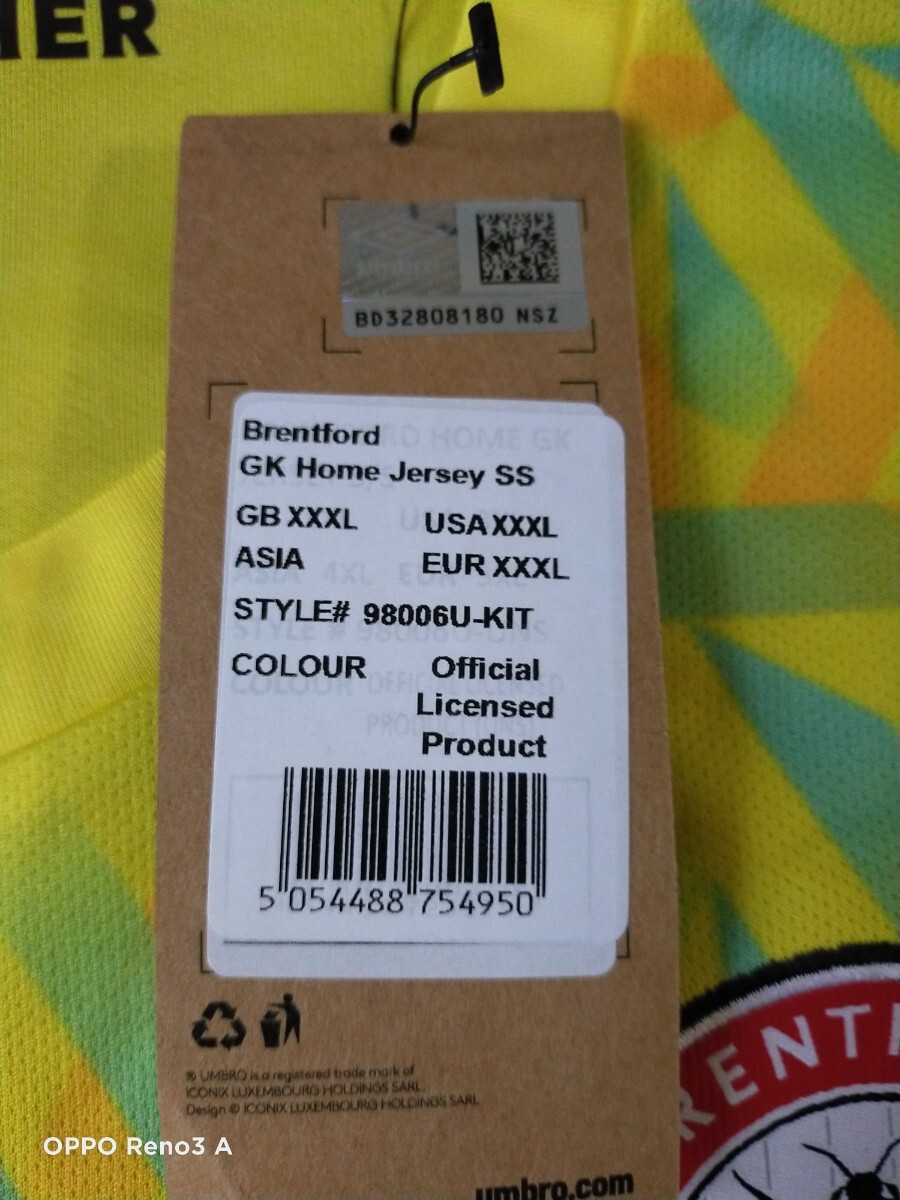 HER
umbro
BD32808180 NSZ
Brentford
GK Home Jersey SS
GB XXXL USA XXXL
ASIA EUR XXXL
STYLE# 98006U-KIT
COLOUR Official
Licensed
Product
5 054488 754950
® UMBRO is a registered trade mark of
ICONIX LUXEMBOURG HOLDINGS SARL.
Design © ICONIX LUXEMBOURG HOLDINGS SARL
RENTF
umbro.com
OPPO Reno3 A